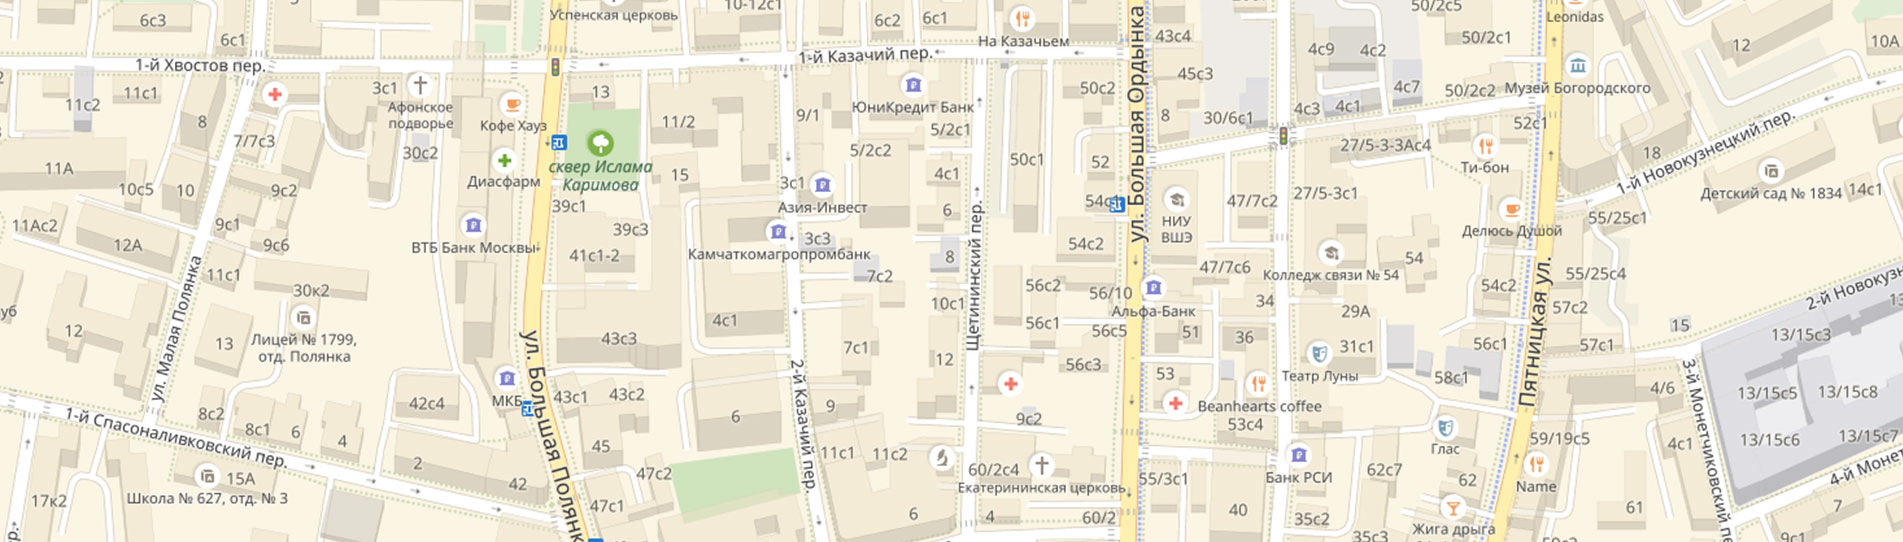 6с3
6с1
Успенская церковь
10-12с1
6с2
6с1
На Казачьем
ул. Большая Ордынка
43с4
4с9
4с2
50/2с5
Leonidas
50/2с1
12
10А
1-й Хвостов пер.
1-й Казачий пер.
11с2
11с1
3с1
Афонское
подворье
Кофе Хауз
13
9/1
ЮниКредит Банк
50с2
45с3
4с7
4с3
4с1
50/2с2
Музей Богородского
8
7/7с3
30с2
11/2
5/2с1
8
30/6с1
52с1
1-й Новокузнецкий пер.
11А
10с5
10
9с2
Диасфарм
сквер Ислама
Каримова
15
5/2с2
4с1
50с1
52
27/5-3-3Ас4
Ти-бон
18
Детский сад № 1834
14с1
39с1
3с1
Азия-Инвест
6
НИУ
ВШЭ
47/7с2
27/5-3с1
11Ас2
12А
9с1
9с6
ВТБ Банк Москвы
39с3
41с1-2
3с3
Камчаткомагропромбанк
8
54с2
Делюсь Душой
55/25с1
ул. Малая Полянка
11с1
30к2
7с2
Щетининский пер.
56с2
47/7с6
Колледж связи № 54
54
54с2
55/25с4
12
13
Лицей № 1799,
отд. Полянка
43с3
4с1
10с1
56с1
56/10
Альфа-Банк
56с5
51
34
36
29А
57с2
Пятницкая ул.
15
13/15с3
ул. Большая Полянка
7с1
12
56с3
53
31с1
Театр Луны
56с1
57с1
58с1
МКБ
43с1
43с2
2-й Казачий пер.
9
6
Beanhearts coffee
53с4
4/6
3-й Монетчиковский
13/15с5
13/15с8
42с4
8с2
8с1
6
4
1-й Спасоналивковский пер.
45
9с2
Глас
59/19с5
4с1
13/15с6
13/15с7
15А
Школа № 627, отд. № 3
2
42
47с2
11с1
11с2
60/2с4
Екатерининская церковь
55/3с1
Банк РСИ
62с7
62
Name
17к2
47с1
6
4
60/2
40
35с2
Жига дрыга
61
7
9с1